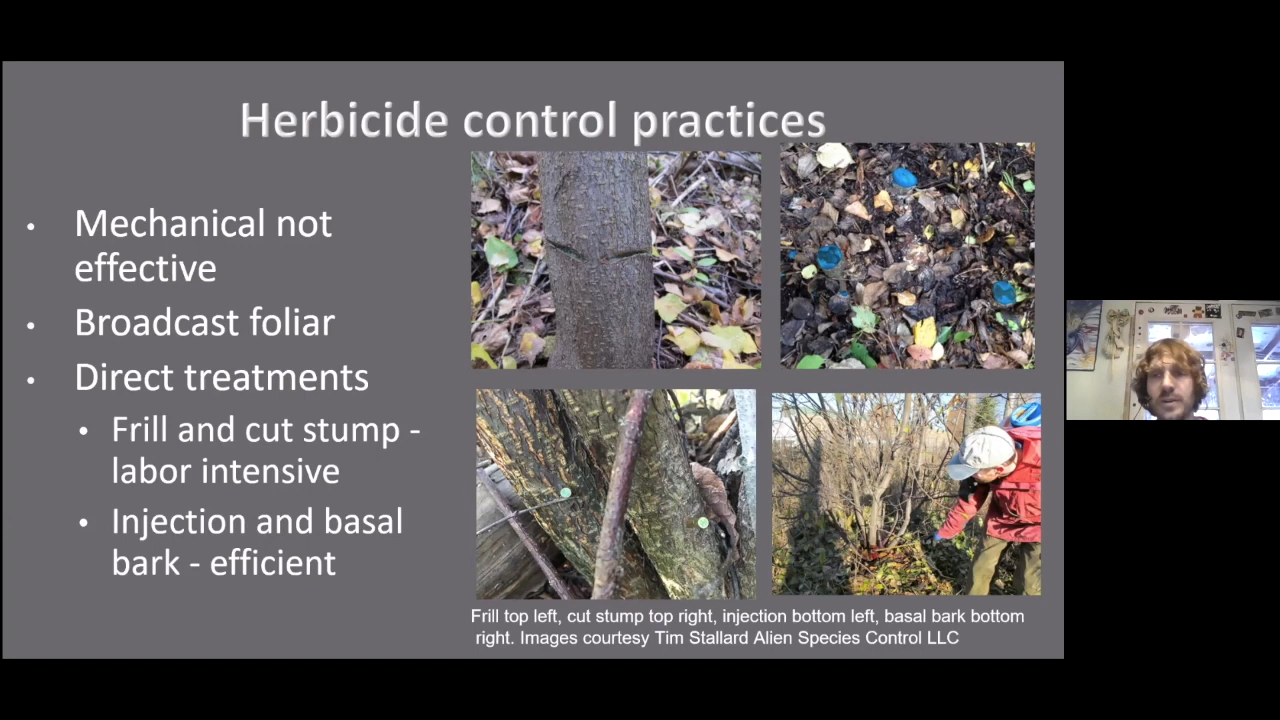 Herbicide control practices
• Mechanical not
effective
• Broadcast foliar
• Direct treatments
• Frill and cut stump -
labor intensive
• Injection and basal
bark - efficient
Frill top left, cut stump top right, injection bottom left, basal bark bottom
right. Images courtesy Tim Stallard Alien Species Control LLC